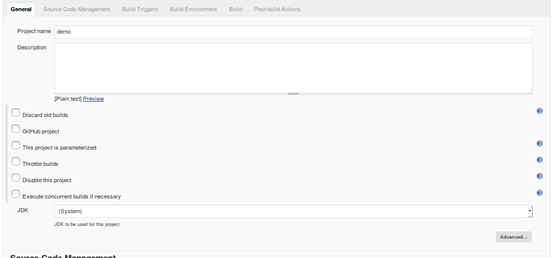 General Source Code Management Build Triggers Build Environment Build Post-build Actions
Project name demo
Description
[Plain text] Preview
Discard old builds
GitHub project
This project is parameterized
Throttle builds
Disable this project
Execute concurrent builds if necessary
JDK (System)
JDK to be used for this project
Advanced...
Source Code Management